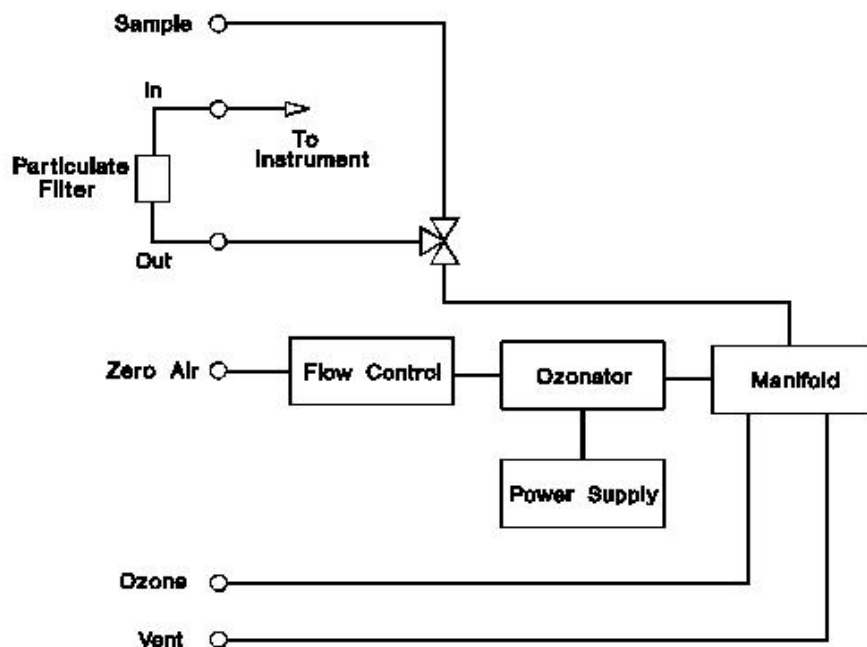 Sample
In
To
Instrument
Particulate
Filter
Out
Zero Air
Flow Control
Ozonator
Manifold
Power Supply
Ozone
Vent